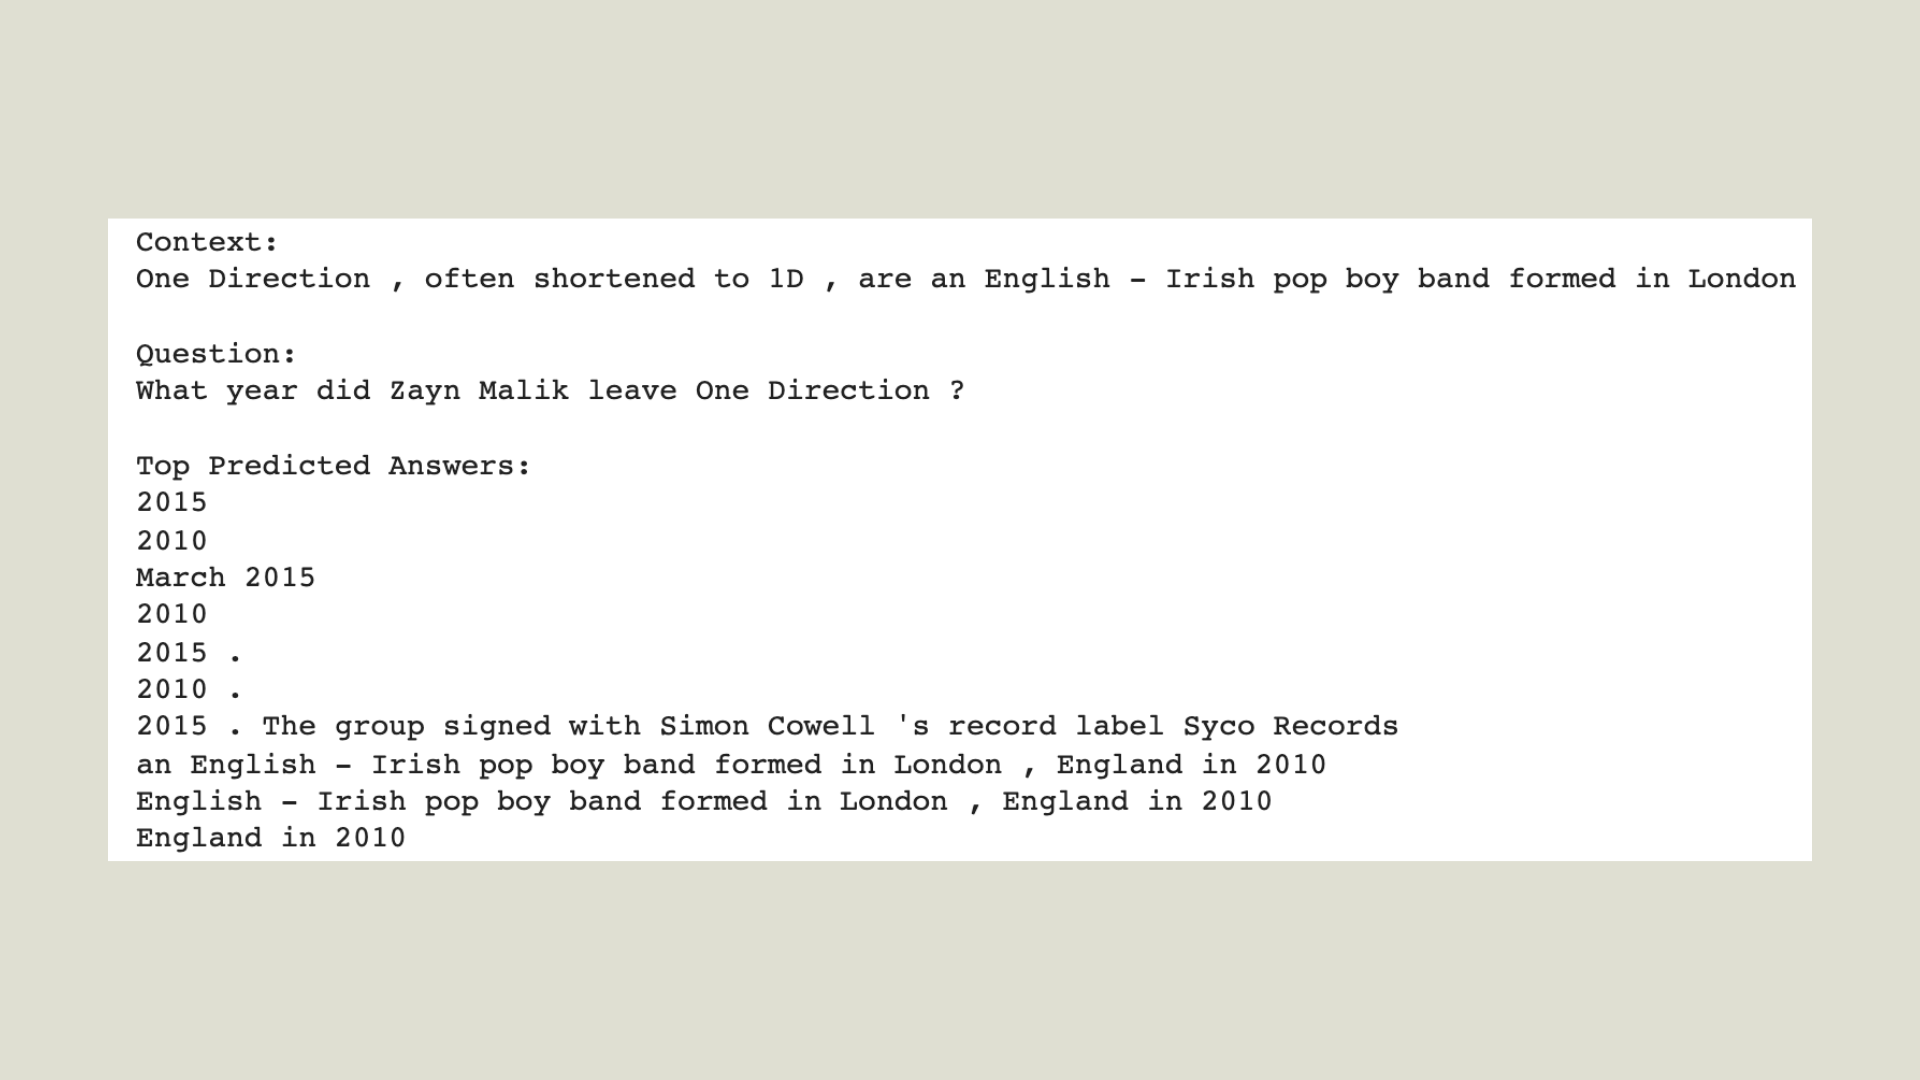 Context:
One Direction , often shortened to 1D , are an English - Irish pop boy band formed in London
Question:
What year did Zayn Malik leave One Direction ?
Top Predicted Answers:
2015
2010
March 2015
2010
2015 .
2010 .
2015 . The group signed with Simon Cowell 's record label Syco Records
an English - Irish pop boy band formed in London , England in 2010
English - Irish pop boy band formed in London , England in 2010
England in 2010